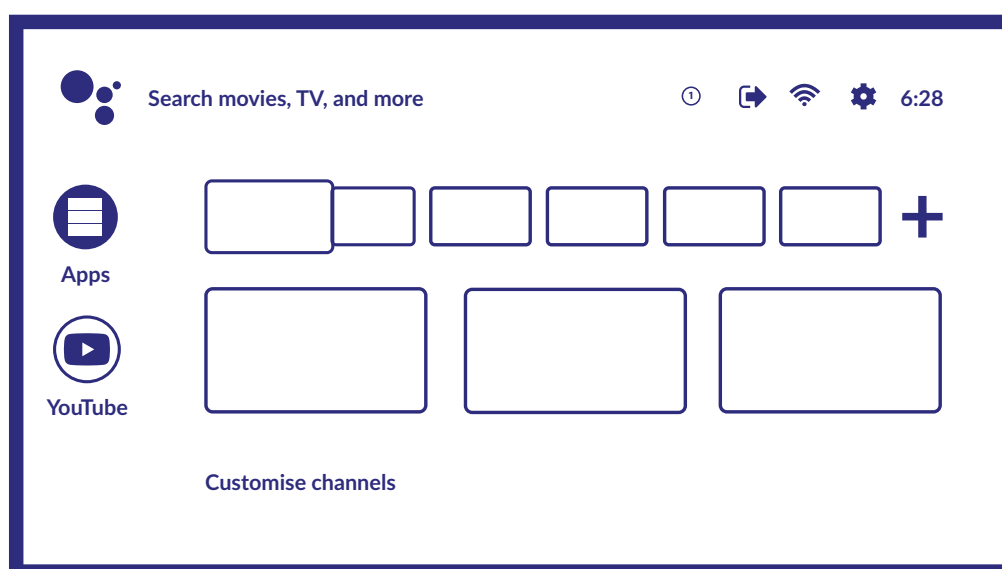 Search movies, TV, and more
1
6:28
Apps
YouTube
Customise channels